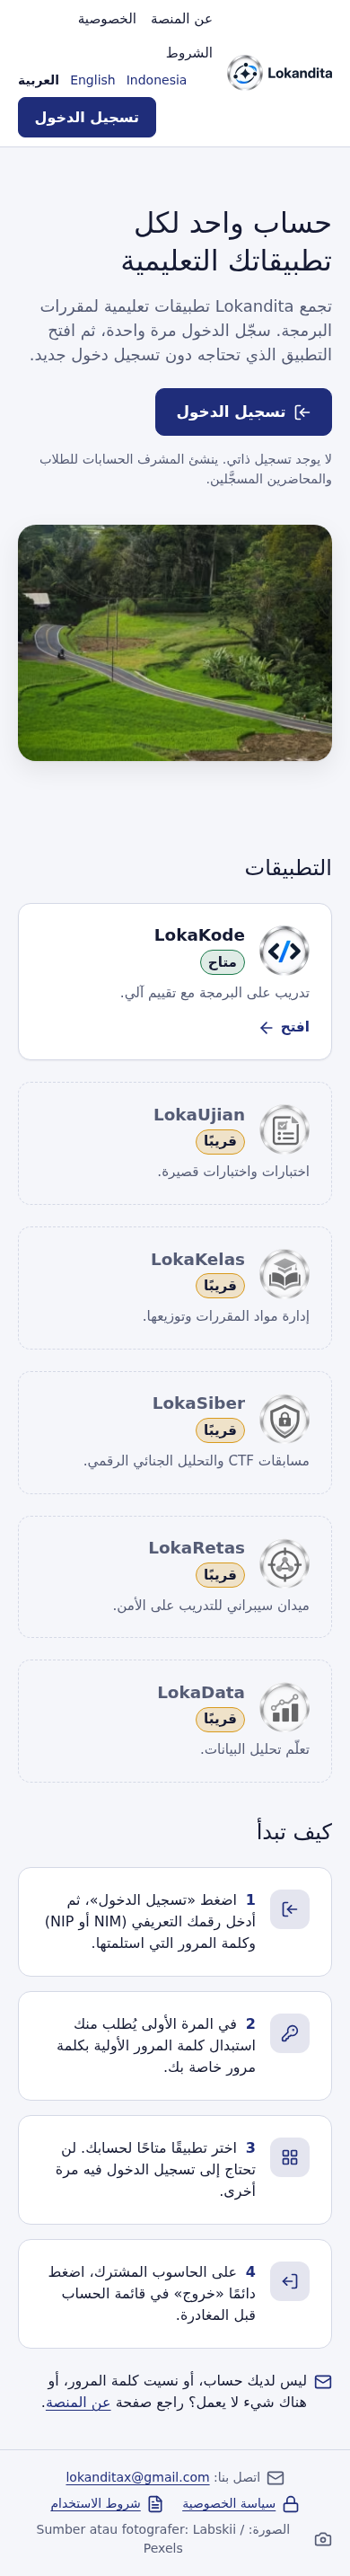 Lokandita
عن المنصة الخصوصية
الشروط
العربية English Indonesia
تسجيل الدخول
حساب واحد لكل
تطبيقاتك التعليمية
تجمع Lokandita تطبيقات تعليمية لمقررات
البرمجة. سجّل الدخول مرة واحدة، ثم افتح
التطبيق الذي تحتاجه دون تسجيل دخول جديد.
تسجيل الدخول
لا يوجد تسجيل ذاتي. ينشئ المشرف الحسابات للطلاب
والمحاضرين المسجَّلين.
التطبيقات
LokaKode
متاح
تدريب على البرمجة مع تقييم آلي.
افتح
LokaUjian
قريبًا
اختبارات واختبارات قصيرة.
LokaKelas
قريبًا
إدارة مواد المقررات وتوزيعها.
LokaSiber
قريبًا
مسابقات CTF والتحليل الجنائي الرقمي.
LokaRetas
قريبًا
ميدان سيبراني للتدريب على الأمن.
LokaData
قريبًا
تعلّم تحليل البيانات.
كيف تبدأ
1 اضغط «تسجيل الدخول»، ثم
أدخل رقمك التعريفي (NIM أو NIP)
وكلمة المرور التي استلمتها.
2 في المرة الأولى يُطلب منك
استبدال كلمة المرور الأولية بكلمة
مرور خاصة بك.
3 اختر تطبيقًا متاحًا لحسابك. لن
تحتاج إلى تسجيل الدخول فيه مرة
أخرى.
4 على الحاسوب المشترك، اضغط
دائمًا «خروج» في قائمة الحساب
قبل المغادرة.
ليس لديك حساب، أو نسيت كلمة المرور، أو
هناك شيء لا يعمل؟ راجع صفحة عن المنصة.
اتصل بنا: lokanditax@gmail.com
سياسة الخصوصية شروط الاستخدام
الصورة: Sumber atau fotografer: Labskii /
Pexels